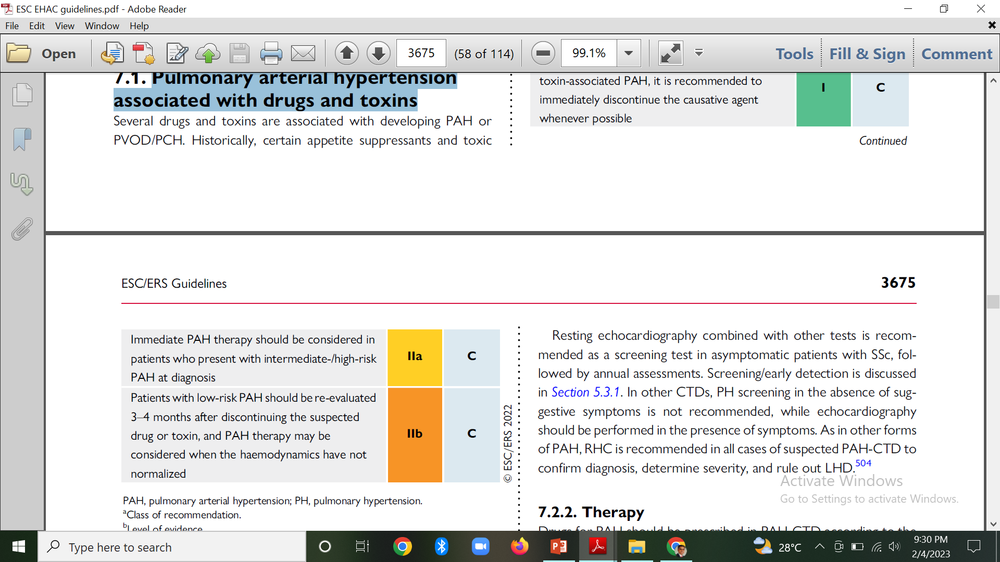 ESC EHAC guidelines.pdf - Adobe Reader
File Edit View Window Help
Open 3675 (58 of 114) 99.1% Tools Fill & Sign Comment
7.1. Pulmonary arterial hypertension
associated with drugs and toxins
Several drugs and toxins are associated with developing PAH or
PVOD/PCH. Historically, certain appetite suppressants and toxic
toxin-associated PAH, it is recommended to
immediately discontinue the causative agent
whenever possible
I C
Continued
ESC/ERS Guidelines 3675
Immediate PAH therapy should be considered in
patients who present with intermediate-/high-risk
PAH at diagnosis
IIa C
Patients with low-risk PAH should be re-evaluated
3–4 months after discontinuing the suspected
drug or toxin, and PAH therapy may be
considered when the haemodynamics have not
normalized
IIb C
© ESC/ERS 2022
PAH, pulmonary arterial hypertension; PH, pulmonary hypertension.
aClass of recommendation.
bLevel of evidence
Resting echocardiography combined with other tests is recom-
mended as a screening test in asymptomatic patients with SSc, fol-
lowed by annual assessments. Screening/early detection is discussed
in Section 5.3.1. In other CTDs, PH screening in the absence of sug-
gestive symptoms is not recommended, while echocardiography
should be performed in the presence of symptoms. As in other forms
of PAH, RHC is recommended in all cases of suspected PAH-CTD to
confirm diagnosis, determine severity, and rule out LHD.504
7.2.2. Therapy
Drugs for PAH should be prescribed in PAH-CTD according to the
Activate Windows
Go to Settings to activate Windows.
Type here to search
28°C
9:30 PM
2/4/2023